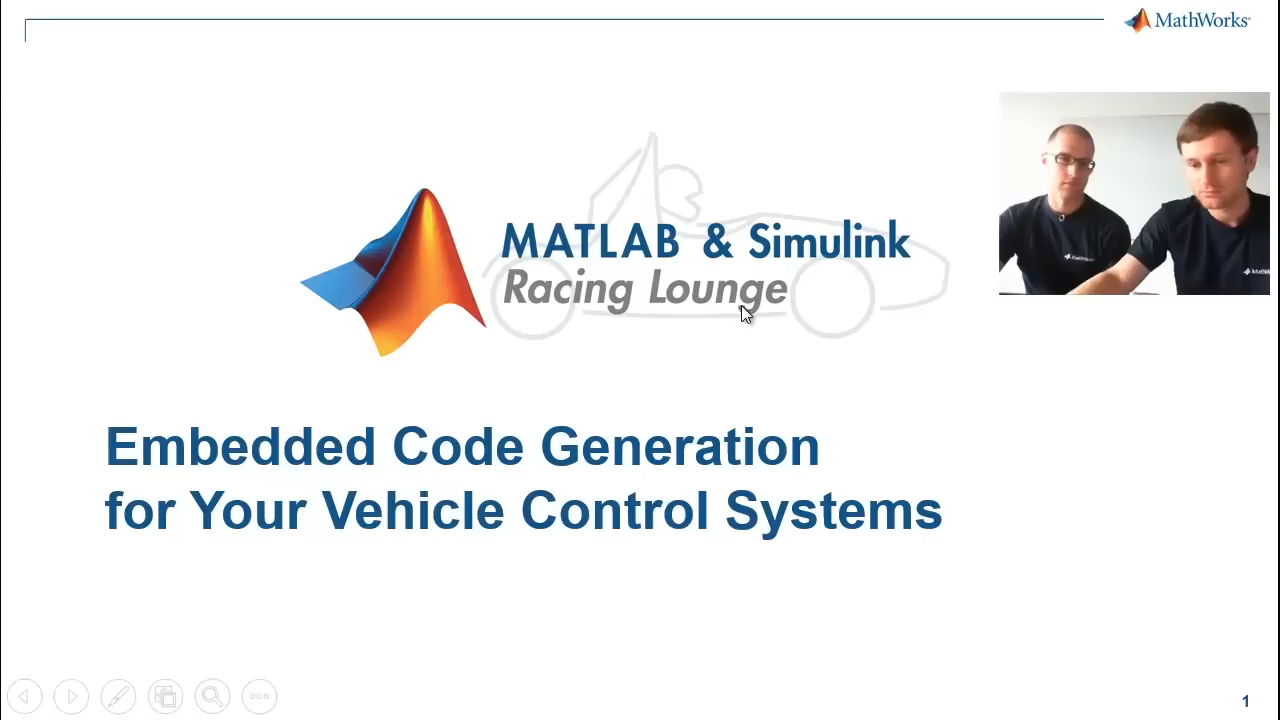 MathWorks®
MATLAB & Simulink
Racing Lounge
Embedded Code Generation
for Your Vehicle Control Systems
1